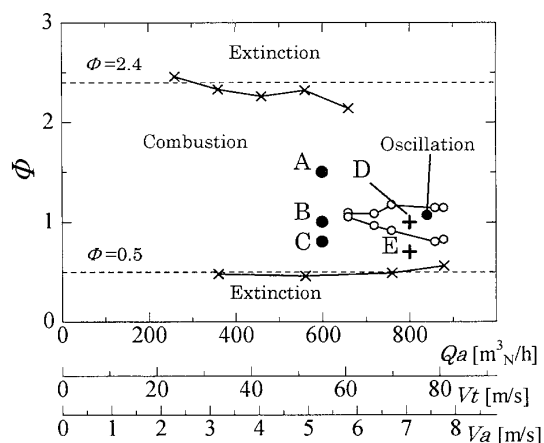 3
Extinction
Φ=2.4
2
Combustion
Oscillation
D
A
Φ
B
1
C
E
Φ=0.5
Extinction
0
0 200 400 600 800
Qa [m³N/h]
0 20 40 60 80
Vt [m/s]
0 1 2 3 4 5 6 7 8
Va [m/s]